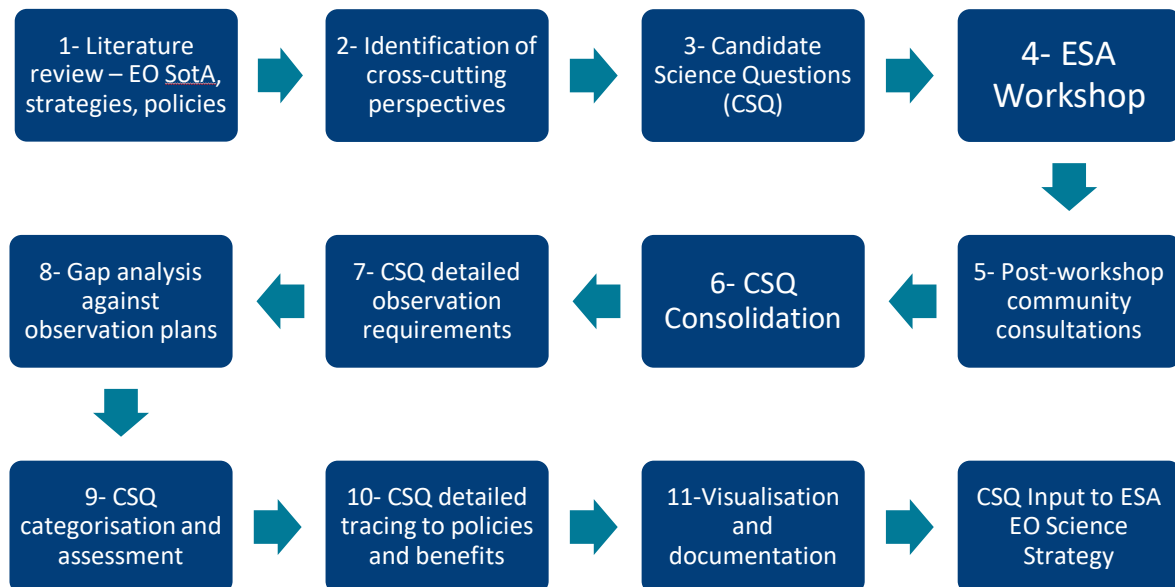 1- Literature
review – EO SotA,
strategies, policies
2- Identification of
cross-cutting
perspectives
3- Candidate
Science Questions
(CSQ)
4- ESA
Workshop
8- Gap analysis
against
observation plans
7- CSQ detailed
observation
requirements
6- CSQ
Consolidation
5- Post-workshop
community
consultations
9- CSQ
categorisation and
assessment
10- CSQ detailed
tracing to policies
and benefits
11-Visualisation
and
documentation
CSQ Input to ESA
EO Science
Strategy